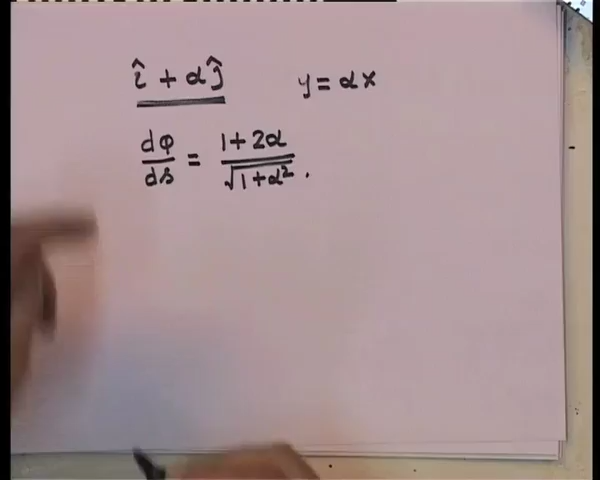 î + αĵ    y = αx
dφ/ds = (1 + 2α)/√(1 + α²).